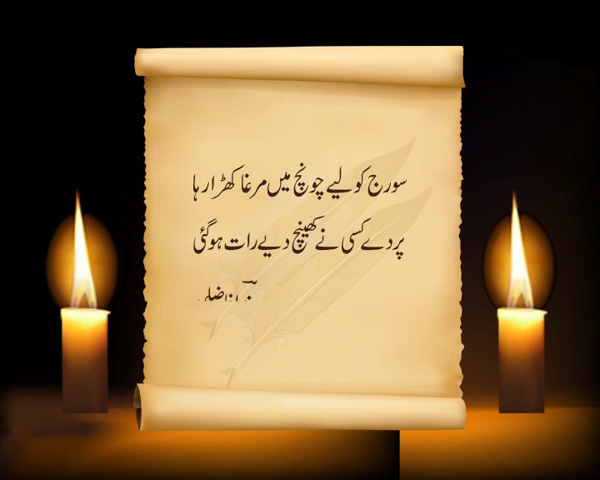 سورج کو لیے چونچ میں مرغا کھڑا رہا
پردے کسی نے کھینچ دیے رات ہو گئی